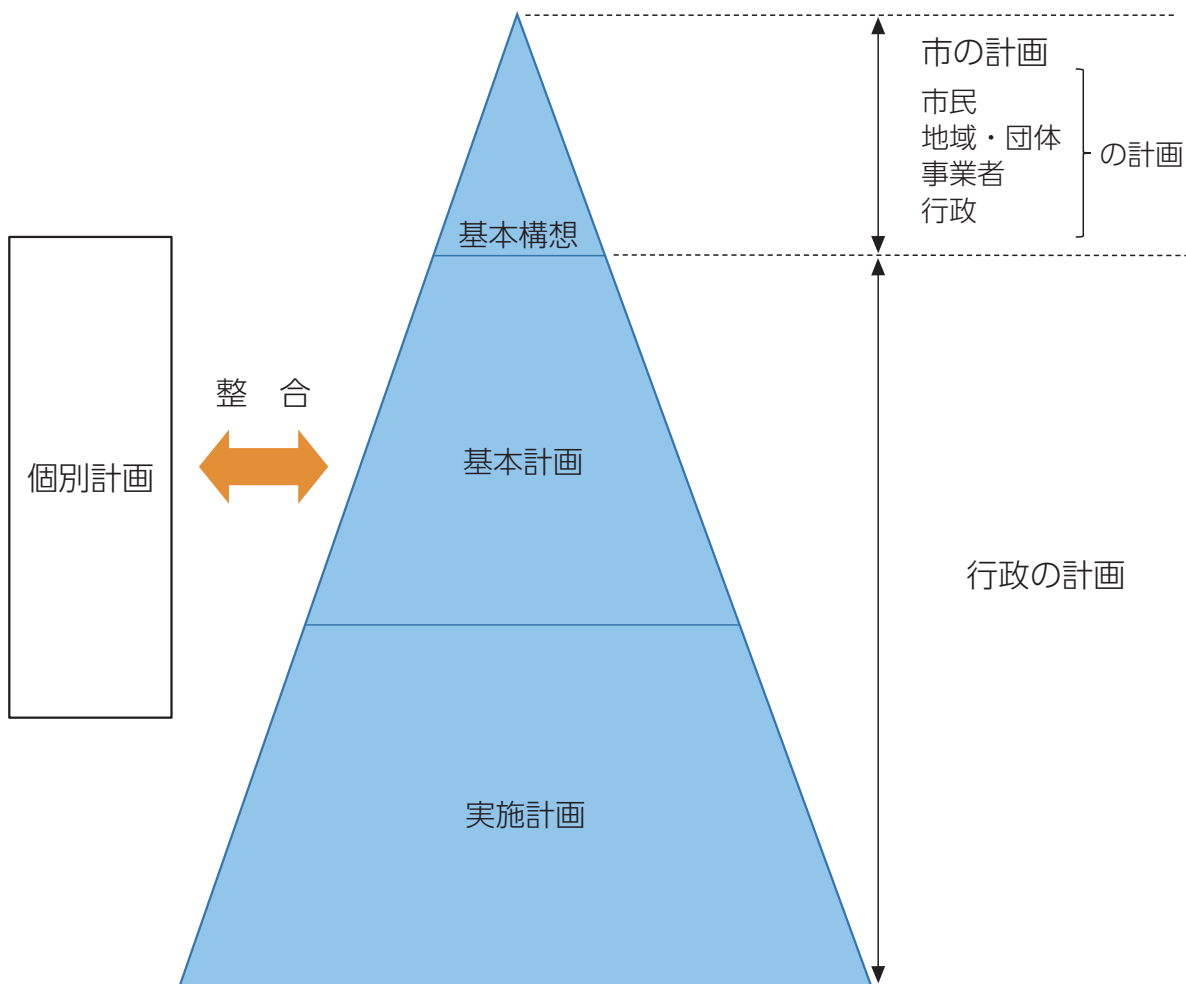 市の計画
市民
地域・団体
事業者
行政
の計画
基本構想
整　合
個別計画
基本計画
行政の計画
実施計画